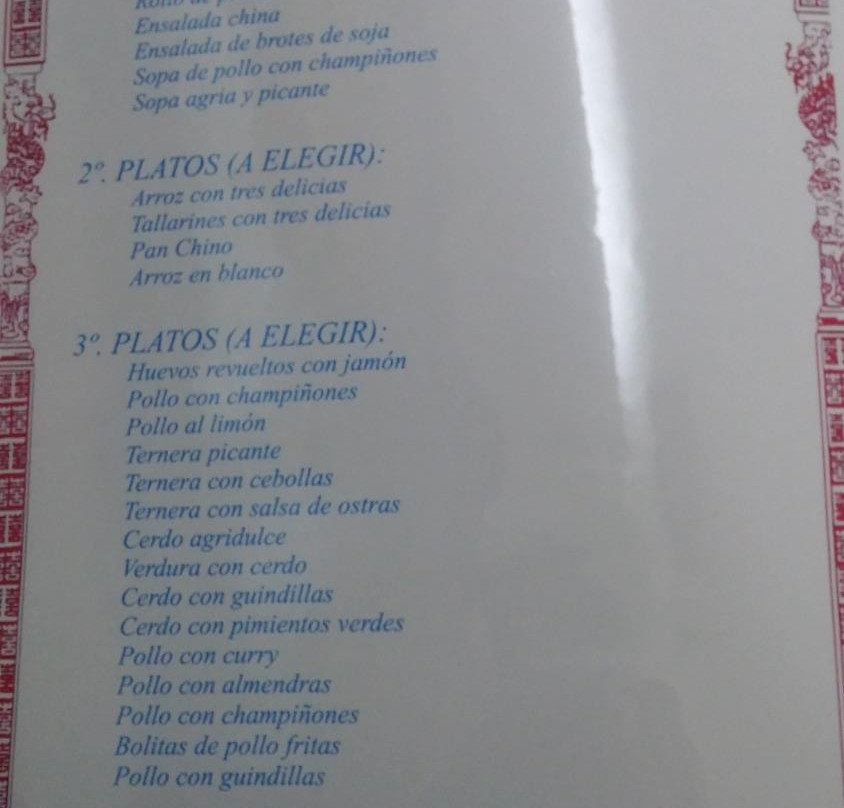 Ensalada china
Ensalada de brotes de soja
Sopa de pollo con champiñones
Sopa agria y picante
2º. PLATOS (A ELEGIR):
Arroz con tres delicias
Tallarines con tres delicias
Pan Chino
Arroz en blanco
3º. PLATOS (A ELEGIR):
Huevos revueltos con jamón
Pollo con champiñones
Pollo al limón
Ternera picante
Ternera con cebollas
Ternera con salsa de ostras
Cerdo agridulce
Verdura con cerdo
Cerdo con guindillas
Cerdo con pimientos verdes
Pollo con curry
Pollo con almendras
Pollo con champiñones
Bolitas de pollo fritas
Pollo con guindillas